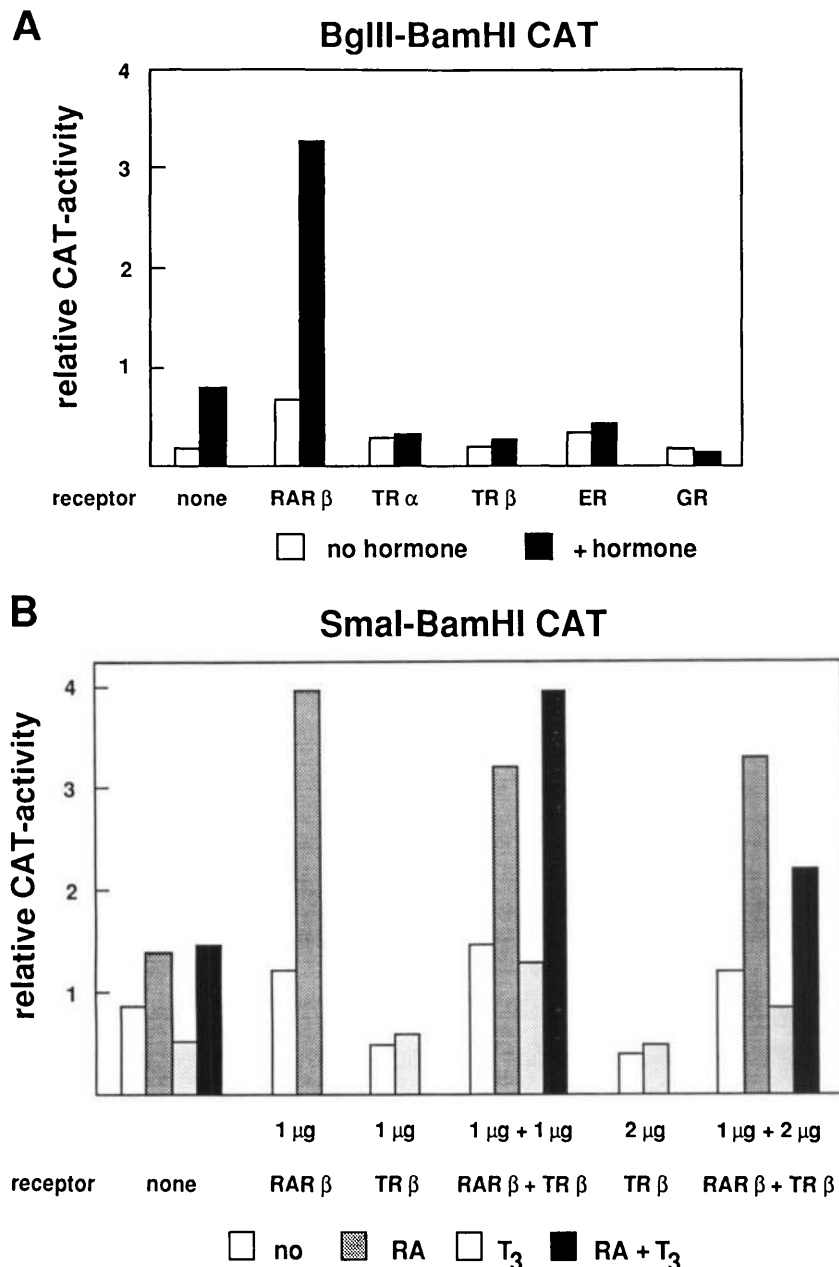 A
BglII-BamHI CAT
relative CAT-activity
4
3
2
1
receptor none RAR β TR α TR β ER GR
no hormone + hormone
B
SmaI-BamHI CAT
relative CAT-activity
4
3
2
1
1 μg 1 μg 1 μg + 1 μg 2 μg 1 μg + 2 μg
receptor none RAR β TR β RAR β + TR β TR β RAR β + TR β
no RA T3 RA + T3